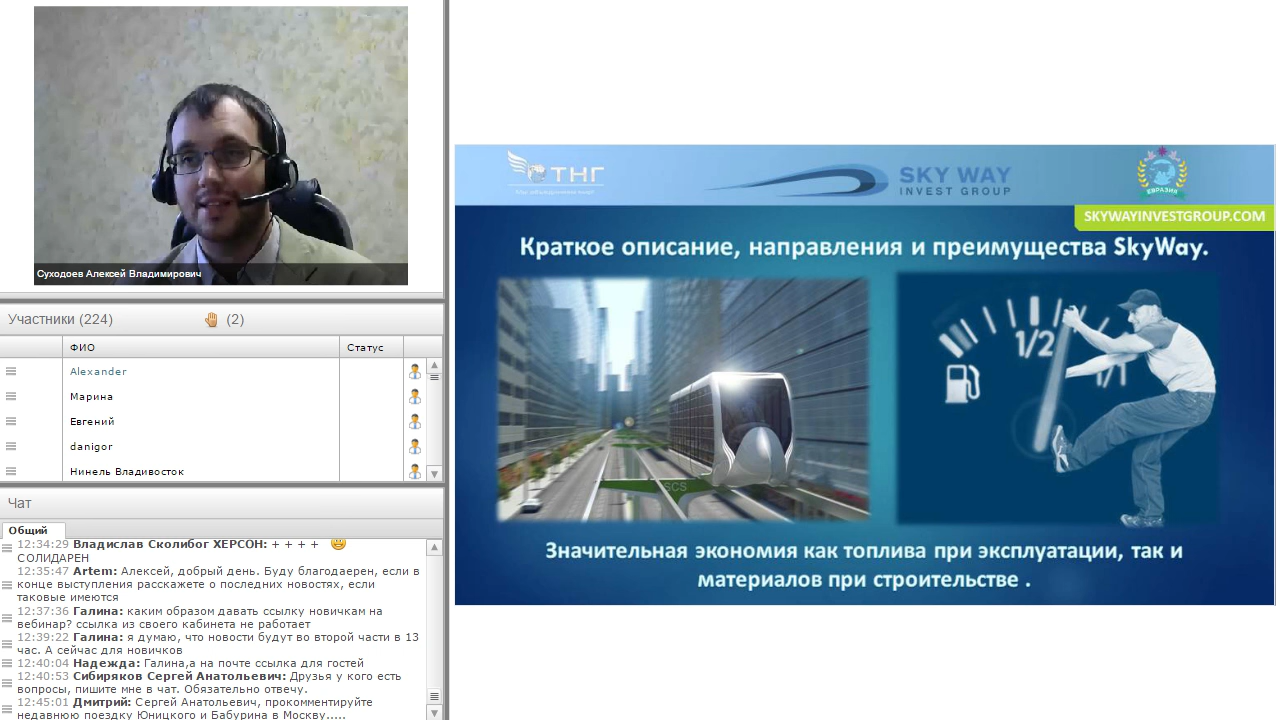 Суходоев Алексей Владимирович
Участники (224)
(2)
ФИО
Статус
Alexander
Марина
Евгений
danigor
Нинель Владивосток
Чат
Общий
12:34:29 Владислав Сколибог ХЕРСОН: + + + +
СОЛИДАРЕН
12:35:47 Artem: Алексей, добрый день. Буду благодаерен, если в
конце выступления расскажете о последних новостях, если
таковые имеются
12:37:36 Галина: каким образом давать ссылку новичкам на
вебинар? ссылка из своего кабинета не работает
12:39:22 Галина: я думаю, что новости будут во второй части в 13
час. А сейчас для новичков
12:40:04 Надежда: Галина,а на почте ссылка для гостей
12:40:53 Сибиряков Сергей Анатольевич: Друзья у кого есть
вопросы, пишите мне в чат. Обязательно отвечу.
12:45:01 Дмитрий: Сергей Анатольевич, прокомментируйте
недавнюю поездку Юницкого и Бабурина в Москву.....
ТНГ
SKY WAY
INVEST GROUP
ЕВРАЗИЯ
SKYWAYINVESTGROUP.COM
Краткое описание, направления и преимущества SkyWay.
SCS
1/2
1/1
Значительная экономия как топлива при эксплуатации, так и
материалов при строительстве .